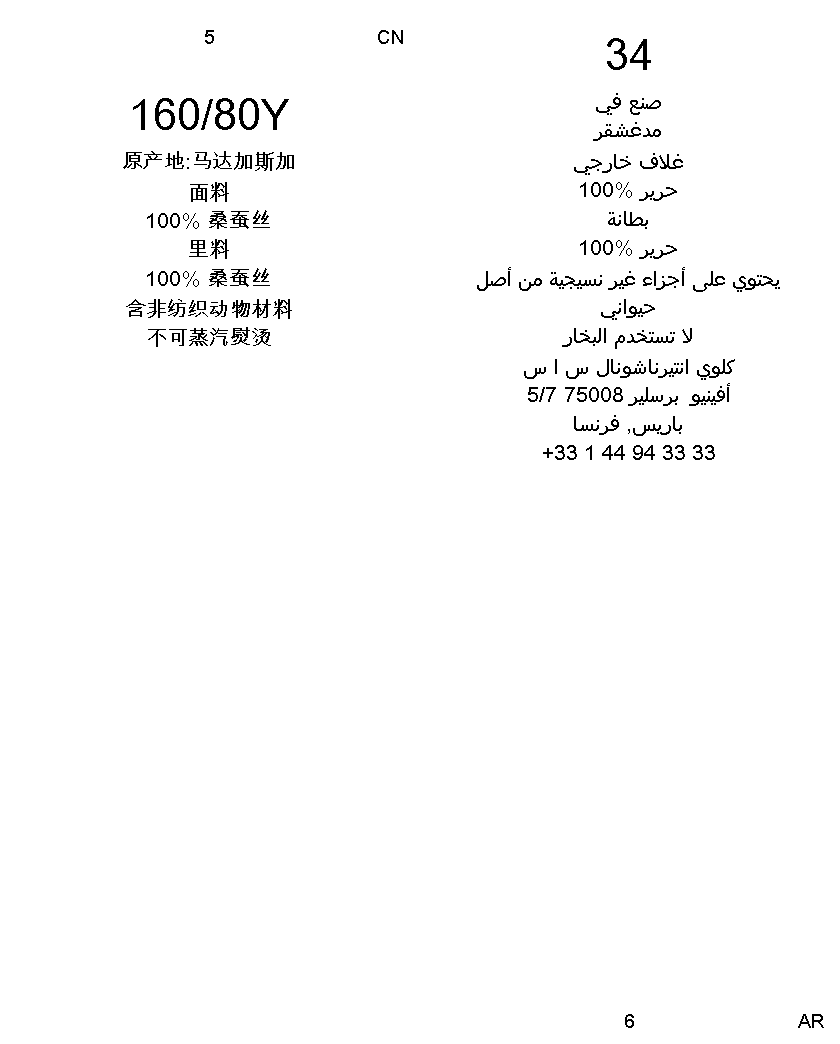 5
CN
160/80Y
原产地:马达加斯加
面料
100% 桑蚕丝
里料
100% 桑蚕丝
含非纺织动物材料
不可蒸汽熨烫
34
صنع في
مدغشقر
غلاف خارجي
100% حرير
بطانة
100% حرير
يحتوي على أجزاء غير نسيجية من أصل
حيواني
لا تستخدم البخار
كلوي انتيرناشونال س ا س
5/7 أفينيو برسلير 75008
باريس, فرنسا
+33 1 44 94 33 33
6
AR